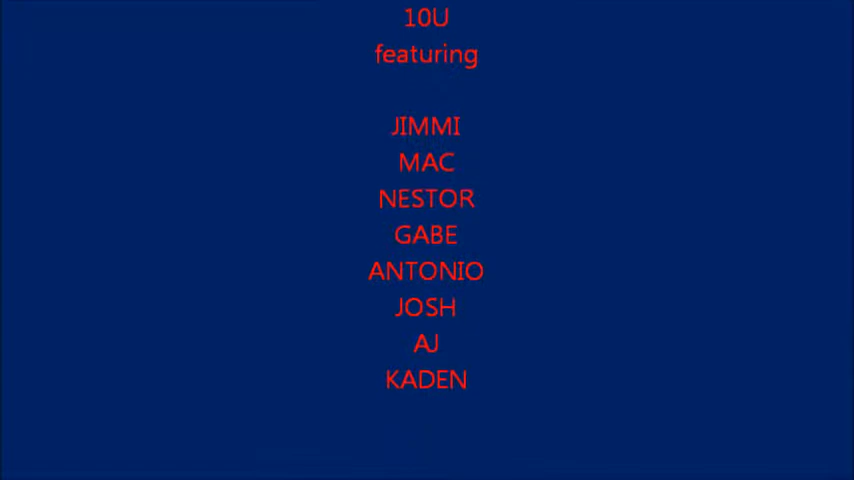 10U
featuring
JIMMI
MAC
NESTOR
GABE
ANTONIO
JOSH
AJ
KADEN